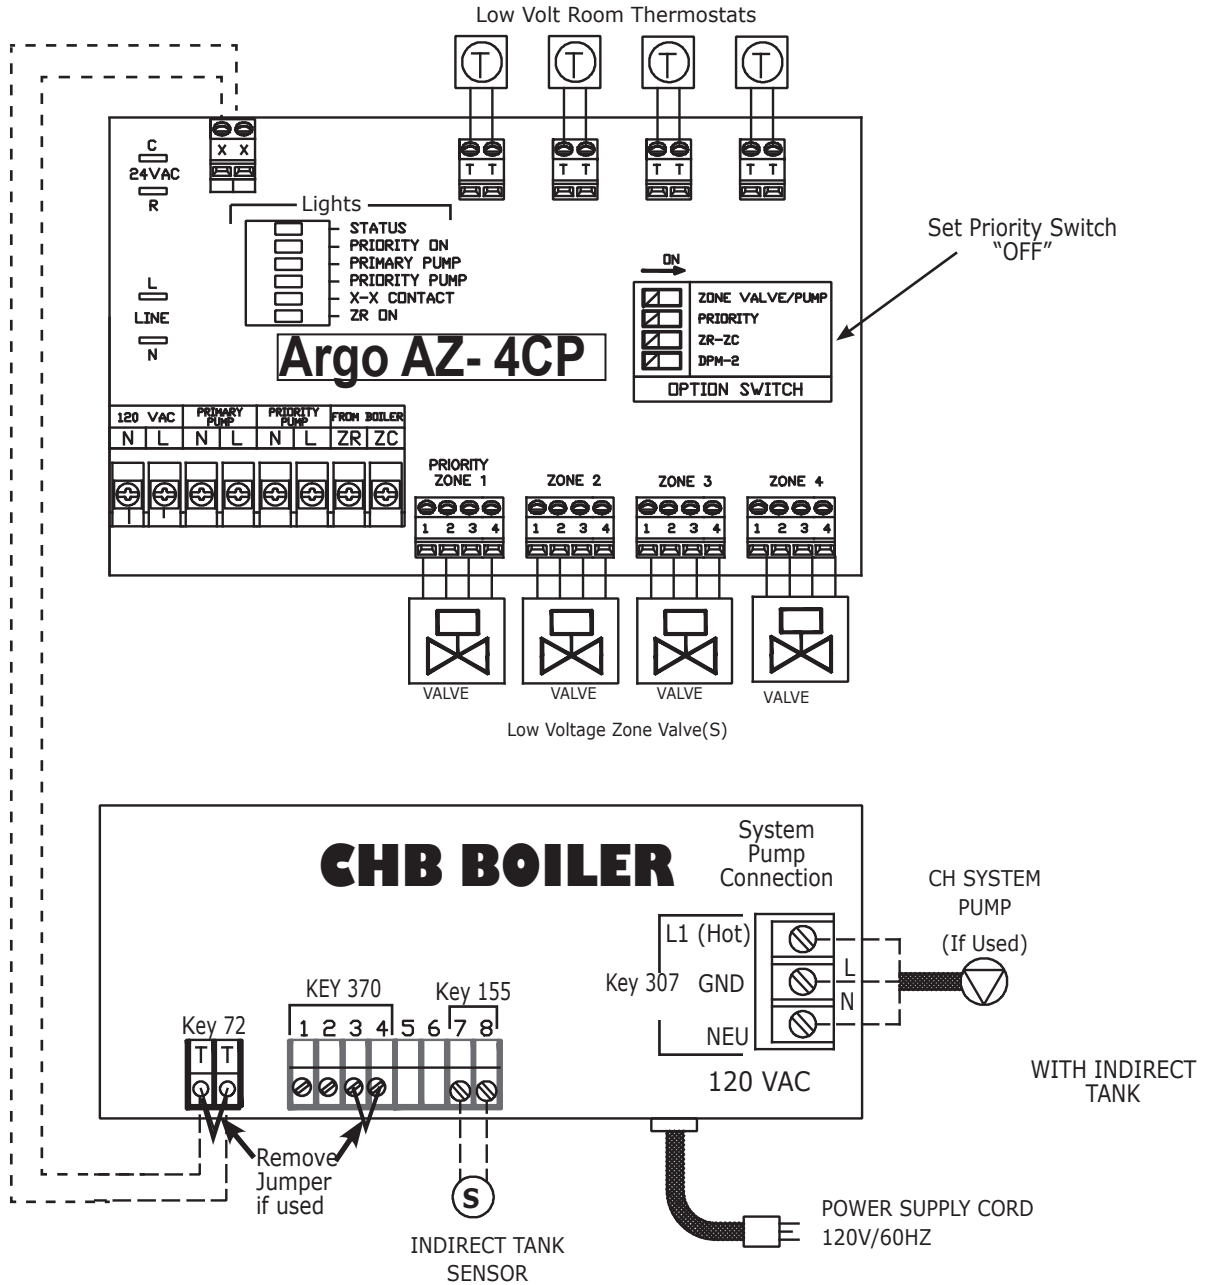 Low Volt Room Thermostats
T T T T
C
24VAC
R
X X
T T
T T
T T
T T
Lights
STATUS
PRIORITY ON
PRIMARY PUMP
PRIORITY PUMP
X-X CONTACT
ZR ON
Set Priority Switch
“OFF”
ON
ZONE VALVE/PUMP
PRIORITY
ZR-ZC
DPM-2
OPTION SWITCH
L
LINE
N
Argo AZ- 4CP
120 VAC
PRIMARY
PUMP
PRIORITY
PUMP
FROM BOILER
N L N L N L ZR ZC
PRIORITY
ZONE 1
ZONE 2
ZONE 3
ZONE 4
1 2 3 4
1 2 3 4
1 2 3 4
1 2 3 4
VALVE
VALVE
VALVE
VALVE
Low Voltage Zone Valve(S)
CHB BOILER
System
Pump
Connection
CH SYSTEM
PUMP
(If Used)
L1 (Hot)
Key 307
GND
NEU
L
N
120 VAC
KEY 370
Key 155
Key 72
1 2 3 4 5 6 7 8
T T
Remove
Jumper
if used
S
INDIRECT TANK
SENSOR
WITH INDIRECT
TANK
POWER SUPPLY CORD
120V/60HZ